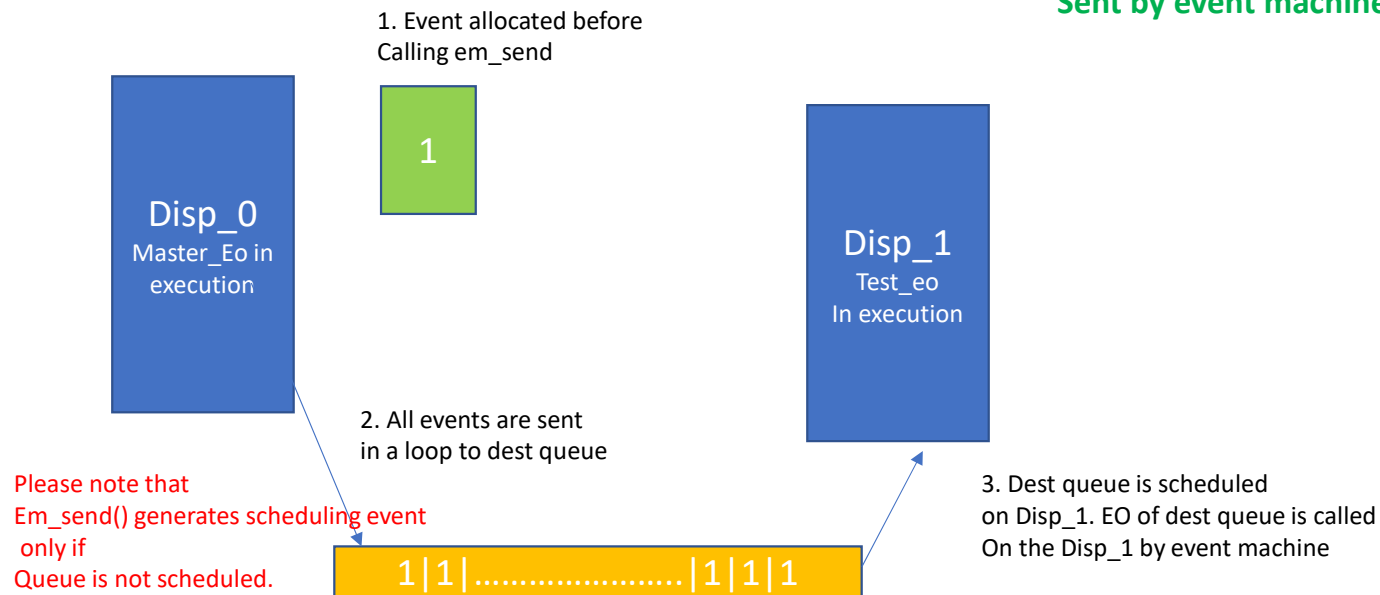 Sent by event machine
1. Event allocated before
Calling em_send
1
Disp_0
Master_Eo in
execution
Disp_1
Test_eo
In execution
2. All events are sent
in a loop to dest queue
Please note that
Em_send() generates scheduling event
only if
Queue is not scheduled.
3. Dest queue is scheduled
on Disp_1. EO of dest queue is called
On the Disp_1 by event machine
1|1|........................|1|1|1